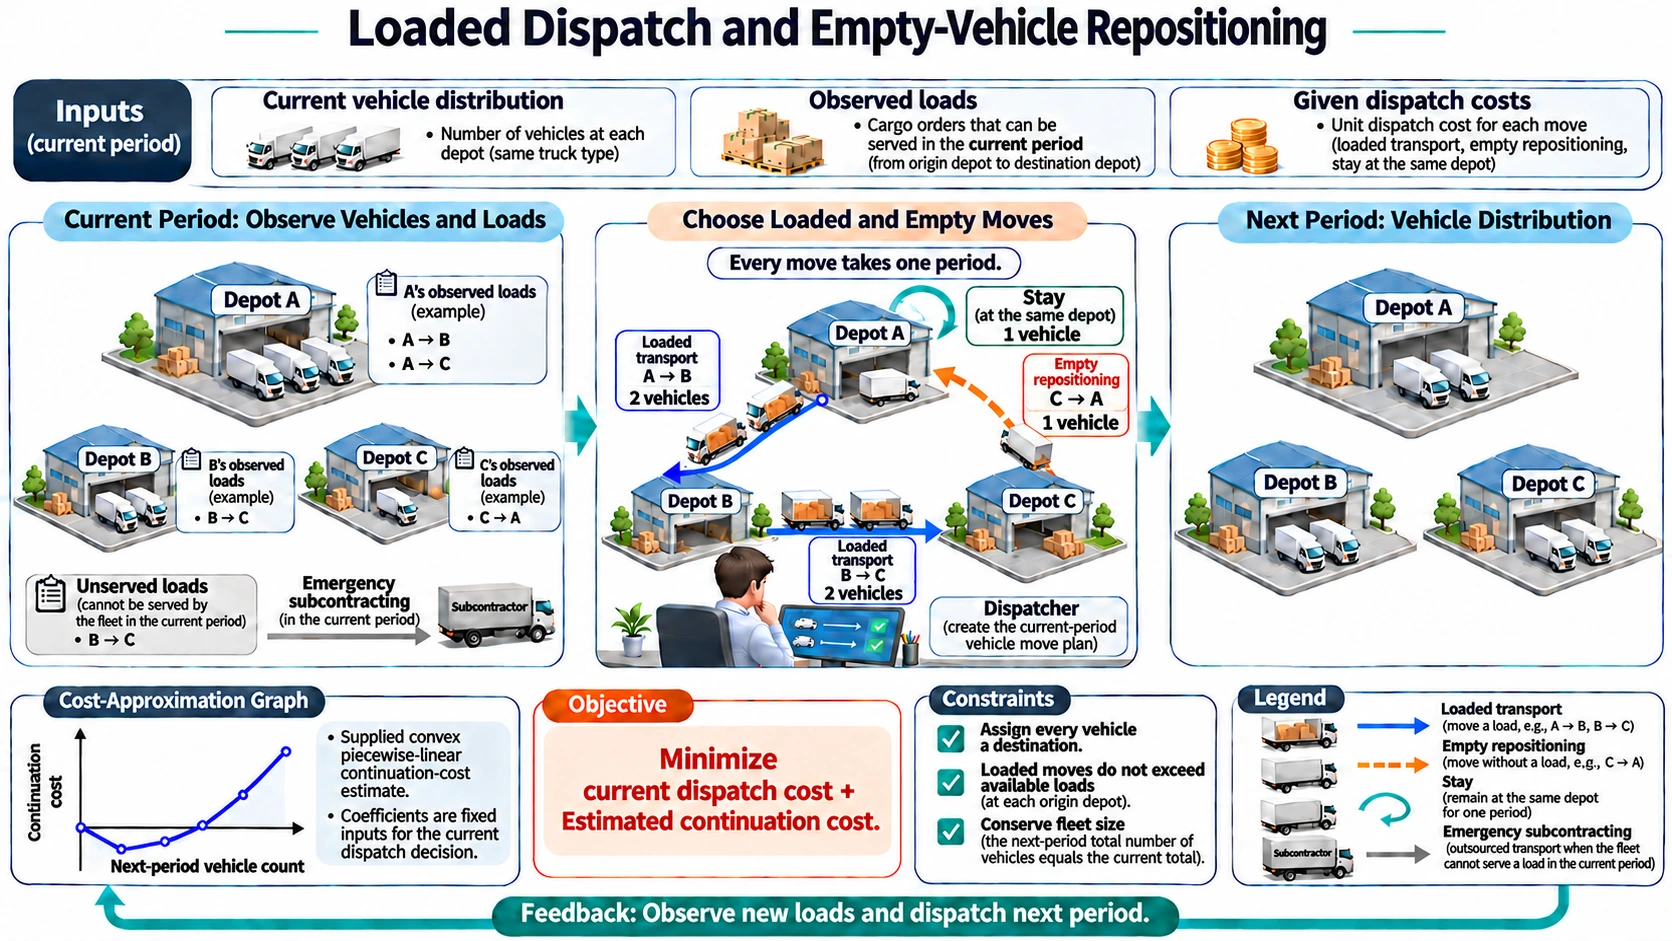 Loaded Dispatch and Empty-Vehicle Repositioning
Inputs
(current period)
Current vehicle distribution
• Number of vehicles at each
depot (same truck type)
Observed loads
• Cargo orders that can be
served in the current period
(from origin depot to destination depot)
Given dispatch costs
• Unit dispatch cost for each move
(loaded transport, empty repositioning,
stay at the same depot)
Current Period: Observe Vehicles and Loads
Depot A
A's observed loads
(example)
• A → B
• A → C
Depot B
B's observed
loads
(example)
• B → C
Depot C
C's observed
loads
(example)
• C → A
Unserved loads
(cannot be served by
the fleet in the current period)
• B → C
Emergency
subcontracting
(in the current period)
Subcontractor
Choose Loaded and Empty Moves
Every move takes one period.
Depot A
Stay
(at the same depot)
1 vehicle
Loaded
transport
A → B
2 vehicles
Empty
repositioning
C → A
1 vehicle
Depot B
Depot C
Loaded
transport
B → C
2 vehicles
Dispatcher
(create the current-period
vehicle move plan)
Next Period: Vehicle Distribution
Depot A
Depot B
Depot C
Cost-Approximation Graph
Continuation
cost
Next-period vehicle count
• Supplied convex
piecewise-linear
continuation-cost
estimate.
• Coefficients are fixed
inputs for the current
dispatch decision.
Objective
Minimize
current dispatch cost +
Estimated continuation cost.
Constraints
Assign every vehicle
a destination.
Loaded moves do not exceed
available loads
(at each origin depot).
Conserve fleet size
(the next-period total number of
vehicles equals the current total).
Legend
Loaded transport
(move a load, e.g., A → B, B → C)
Empty repositioning
(move without a load, e.g., C → A)
Stay
(remain at the same depot
for one period)
Emergency subcontracting
(outsourced transport when the fleet
cannot serve a load in the current period)
Subcontractor
Feedback: Observe new loads and dispatch next period.